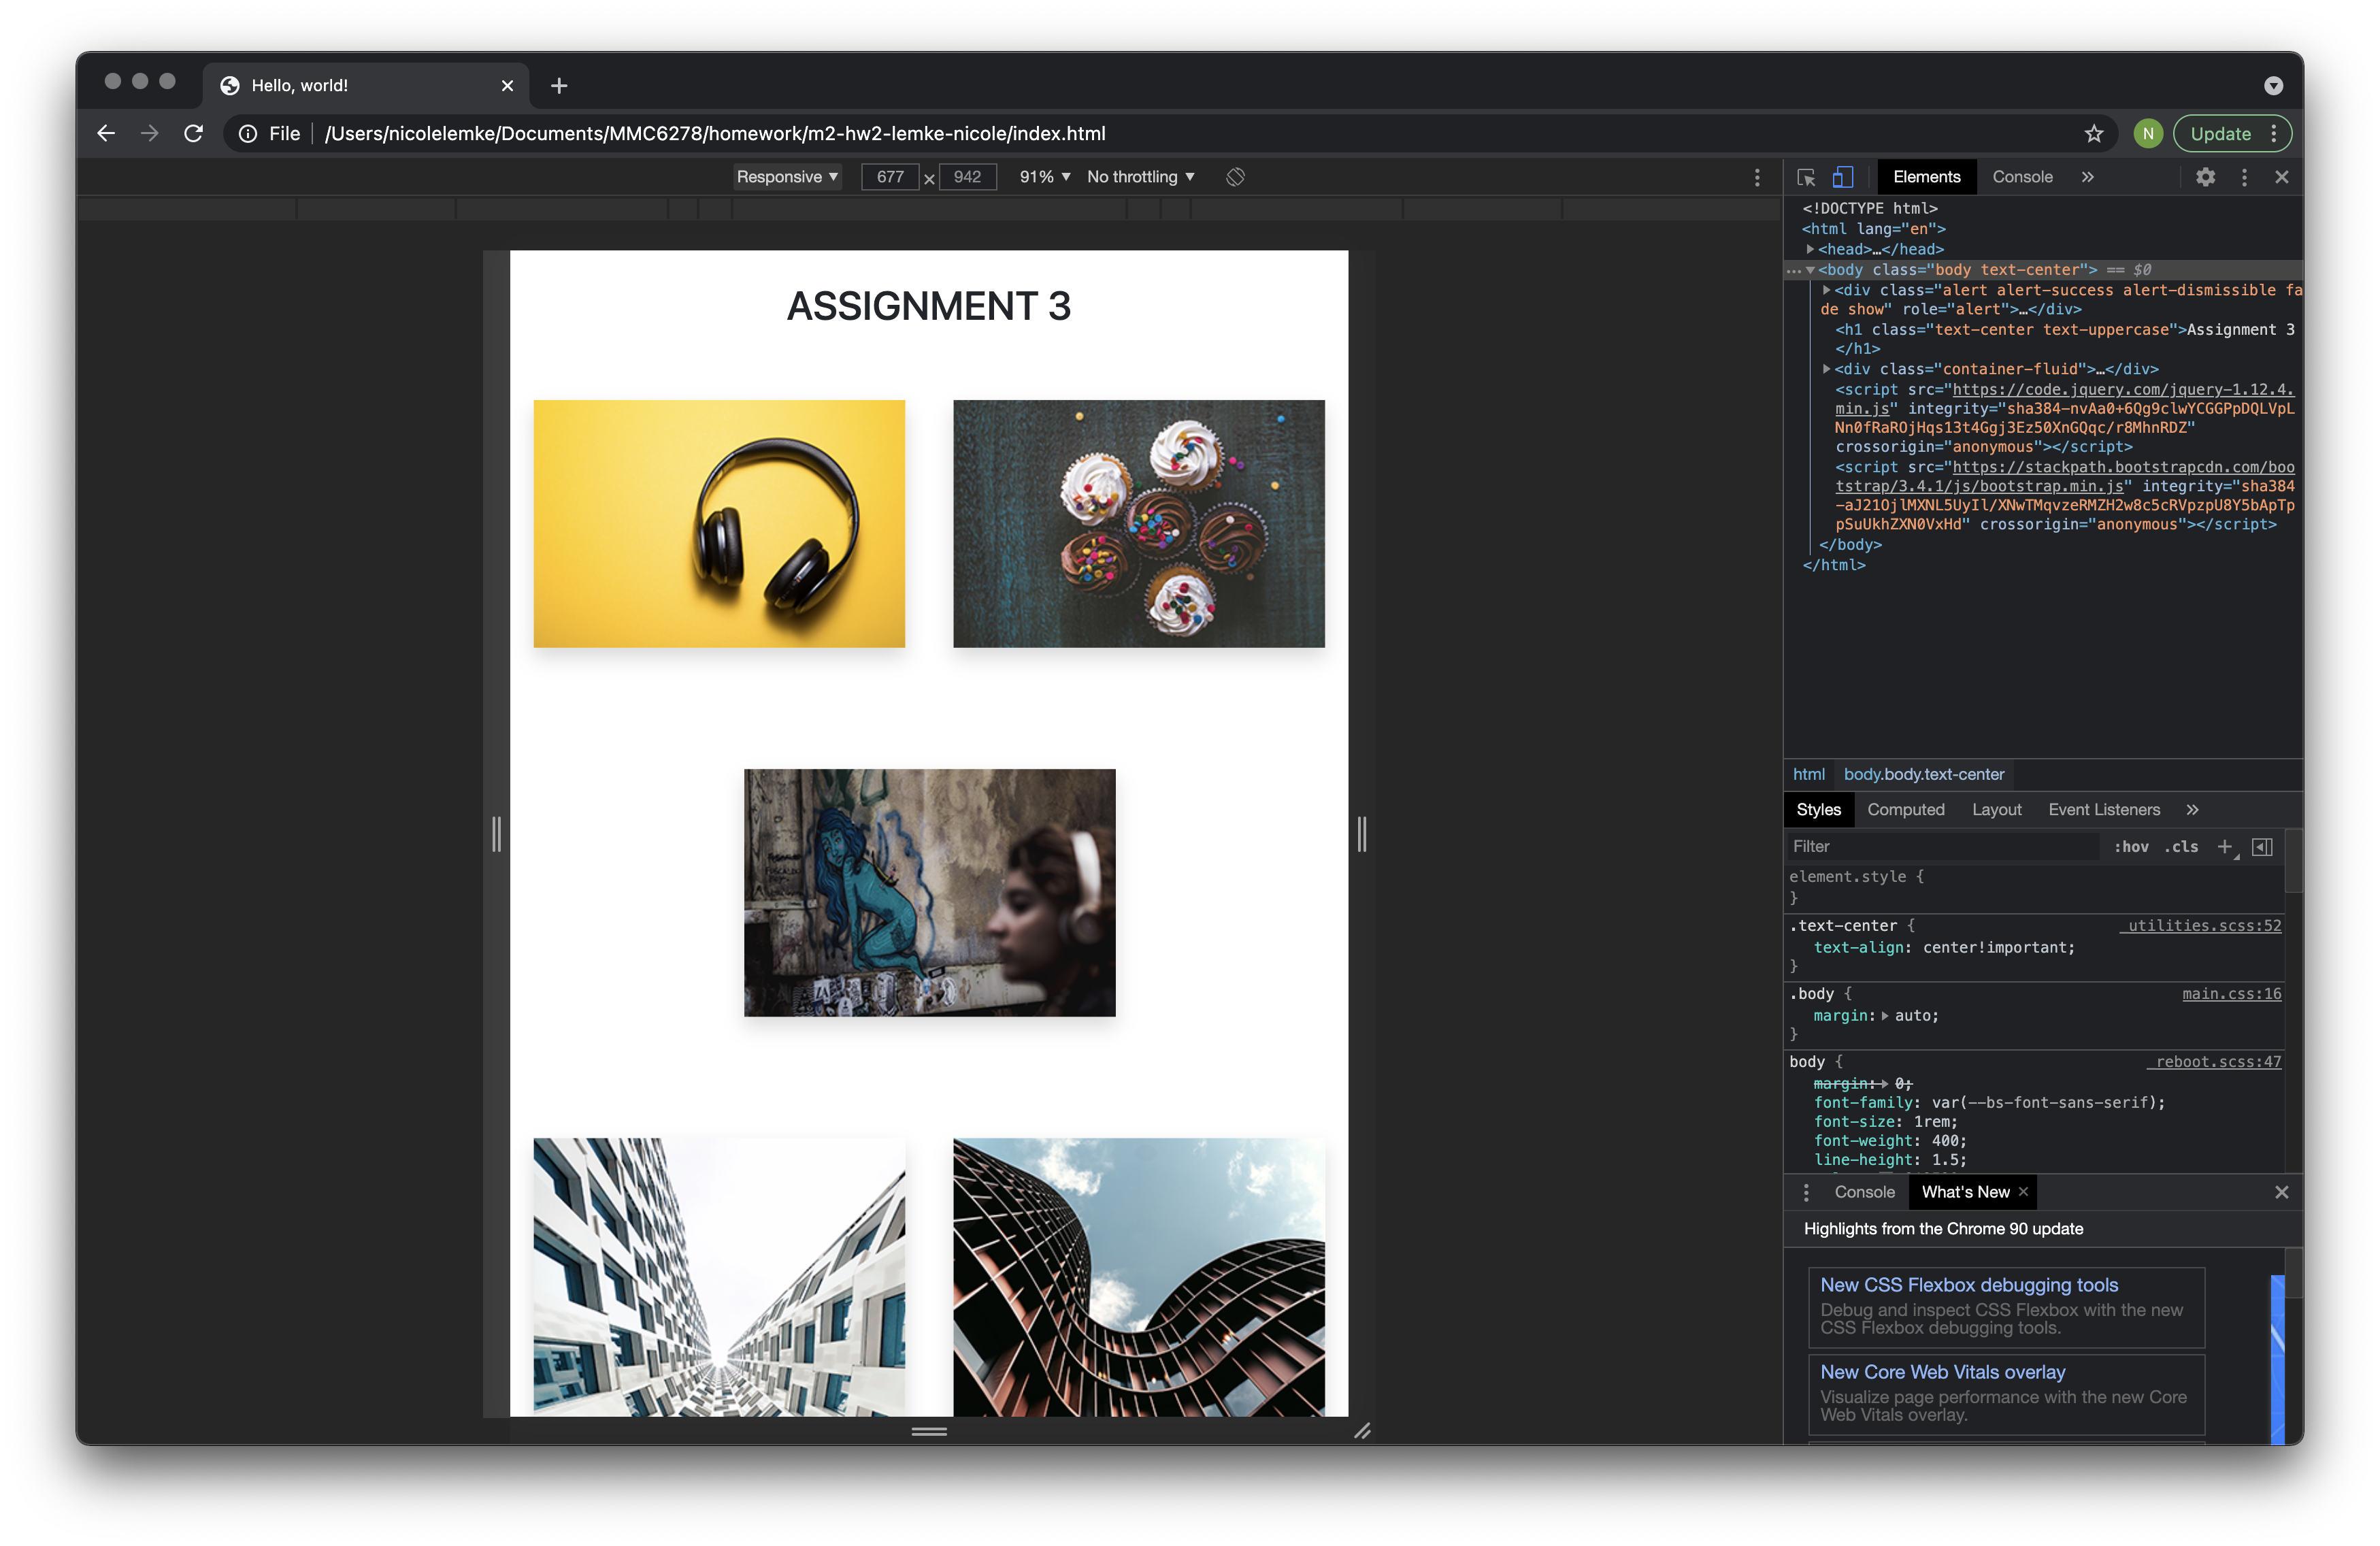 Hello, world!
File /Users/nicolelemke/Documents/MMC6278/homework/m2-hw2-lemke-nicole/index.html
N
Update
Responsive 677 × 942 91% No throttling
Elements Console
ASSIGNMENT 3
<!DOCTYPE html>
<html lang="en">
<head>…</head>
<body class="body text-center"> == $0
<div class="alert alert-success alert-dismissible fa
de show" role="alert">…</div>
<h1 class="text-center text-uppercase">Assignment 3
</h1>
<div class="container-fluid">…</div>
<script src="https://code.jquery.com/jquery-1.12.4.
min.js" integrity="sha384-nvAa0+6Qg9clwYCGGPpDQLVpL
Nn0fRaROjHqs13t4Ggj3Ez50XnGQqc/r8MhnRDZ"
crossorigin="anonymous"></script>
<script src="https://stackpath.bootstrapcdn.com/boo
tstrap/3.4.1/js/bootstrap.min.js" integrity="sha384
-aJ21OjlMXNL5UyIl/XNwTMqvzeRMZH2w8c5cRVpzpU8Y5bApTp
pSuUkhZXN0VxHd" crossorigin="anonymous"></script>
</body>
</html>
html body.body.text-center
Styles Computed Layout Event Listeners
Filter :hov .cls
element.style {
}
.text-center { _utilities.scss:52
text-align: center!important;
}
.body { main.css:16
margin: auto;
}
body { _reboot.scss:47
margin: 0;
font-family: var(--bs-font-sans-serif);
font-size: 1rem;
font-weight: 400;
line-height: 1.5;
Console What's New
Highlights from the Chrome 90 update
New CSS Flexbox debugging tools
Debug and inspect CSS Flexbox with the new
CSS Flexbox debugging tools.
New Core Web Vitals overlay
Visualize page performance with the new Core
Web Vitals overlay.